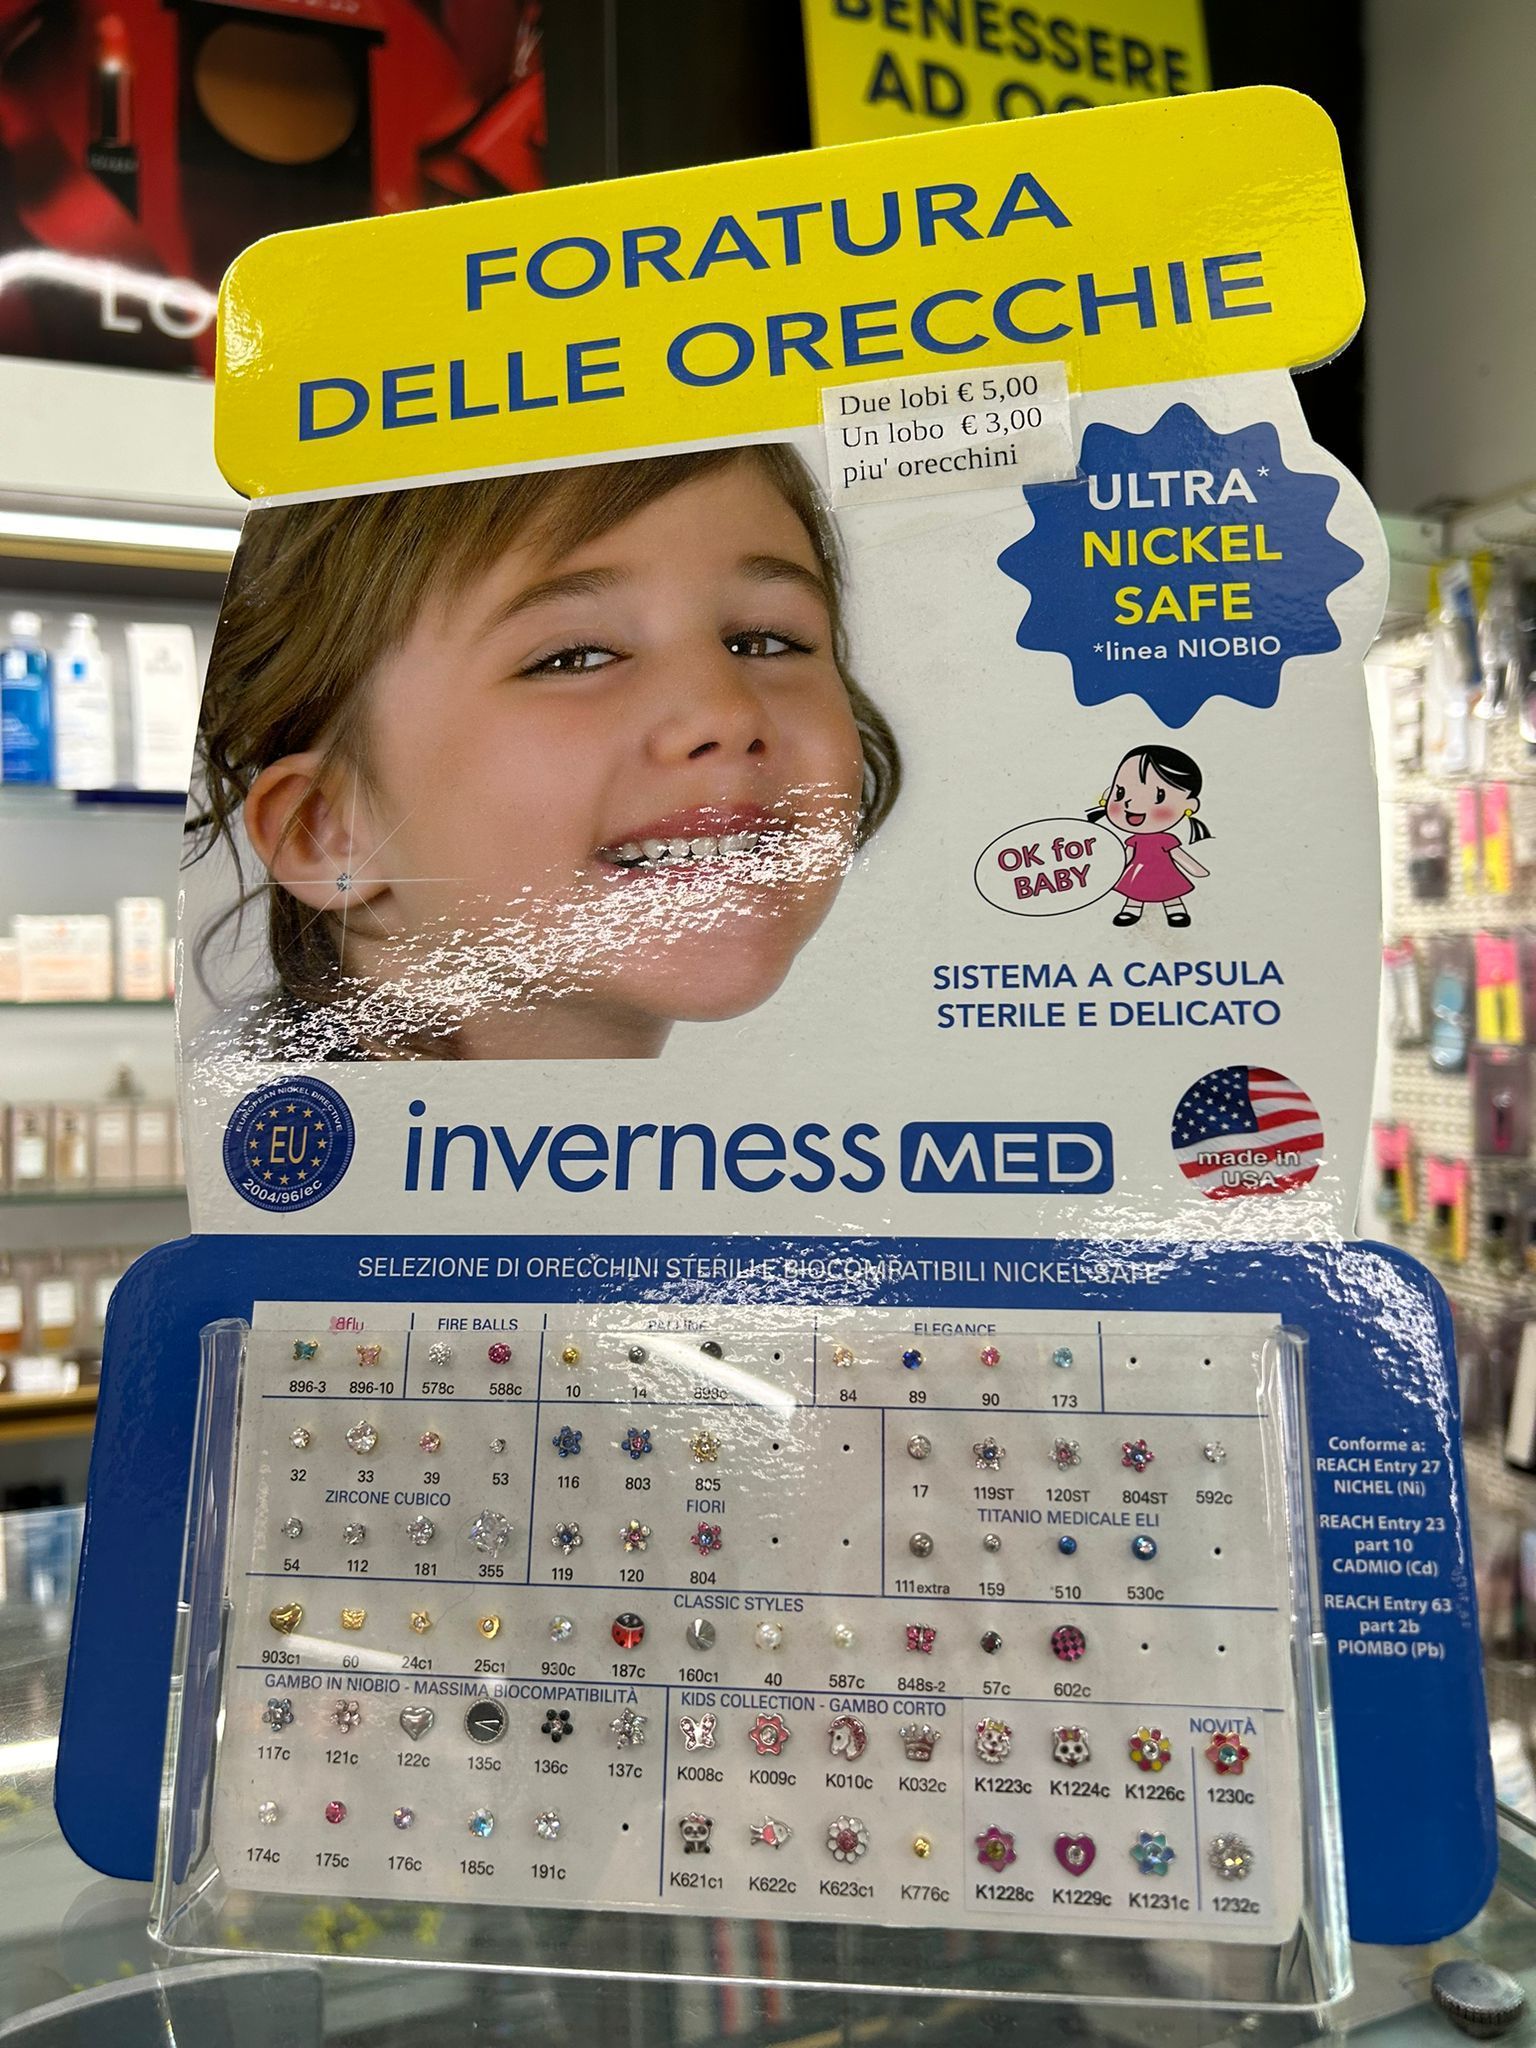 BENESSERE
AD OG
LO
FORATURA
DELLE ORECCHIE
Due lobi € 5,00
Un lobo € 3,00
piu' orecchini
ULTRA*
NICKEL
SAFE
*linea NIOBIO
OK for
BABY
SISTEMA A CAPSULA
STERILE E DELICATO
EUROPEAN NICKEL DIRECTIVE
EU
2004/96/ec
inverness MED
made in
USA
SELEZIONE DI ORECCHINI STERILI E BIOCOMPATIBILI NICKEL SAFE
Bfly FIRE BALLS PALLINE ELEGANCE
896-3 896-10 578c 588c 10 14 898c 84 89 90 173
32 33 39 53 116 803 805 17 119ST 120ST 804ST 592c
ZIRCONE CUBICO FIORI TITANIO MEDICALE ELI
54 112 181 355 119 120 804 111extra 159 510 530c
CLASSIC STYLES
903c1 60 24c1 25c1 930c 187c 160c1 40 587c 848s-2 57c 602c
GAMBO IN NIOBIO - MASSIMA BIOCOMPATIBILITÀ KIDS COLLECTION - GAMBO CORTO NOVITÀ
117c 121c 122c 135c 136c 137c K008c K009c K010c K032c K1223c K1224c K1226c 1230c
174c 175c 176c 185c 191c K621c1 K622c K623c1 K776c K1228c K1229c K1231c 1232c
Conforme a:
REACH Entry 27
NICHEL (Ni)
REACH Entry 23
part 10
CADMIO (Cd)
REACH Entry 63
part 2b
PIOMBO (Pb)